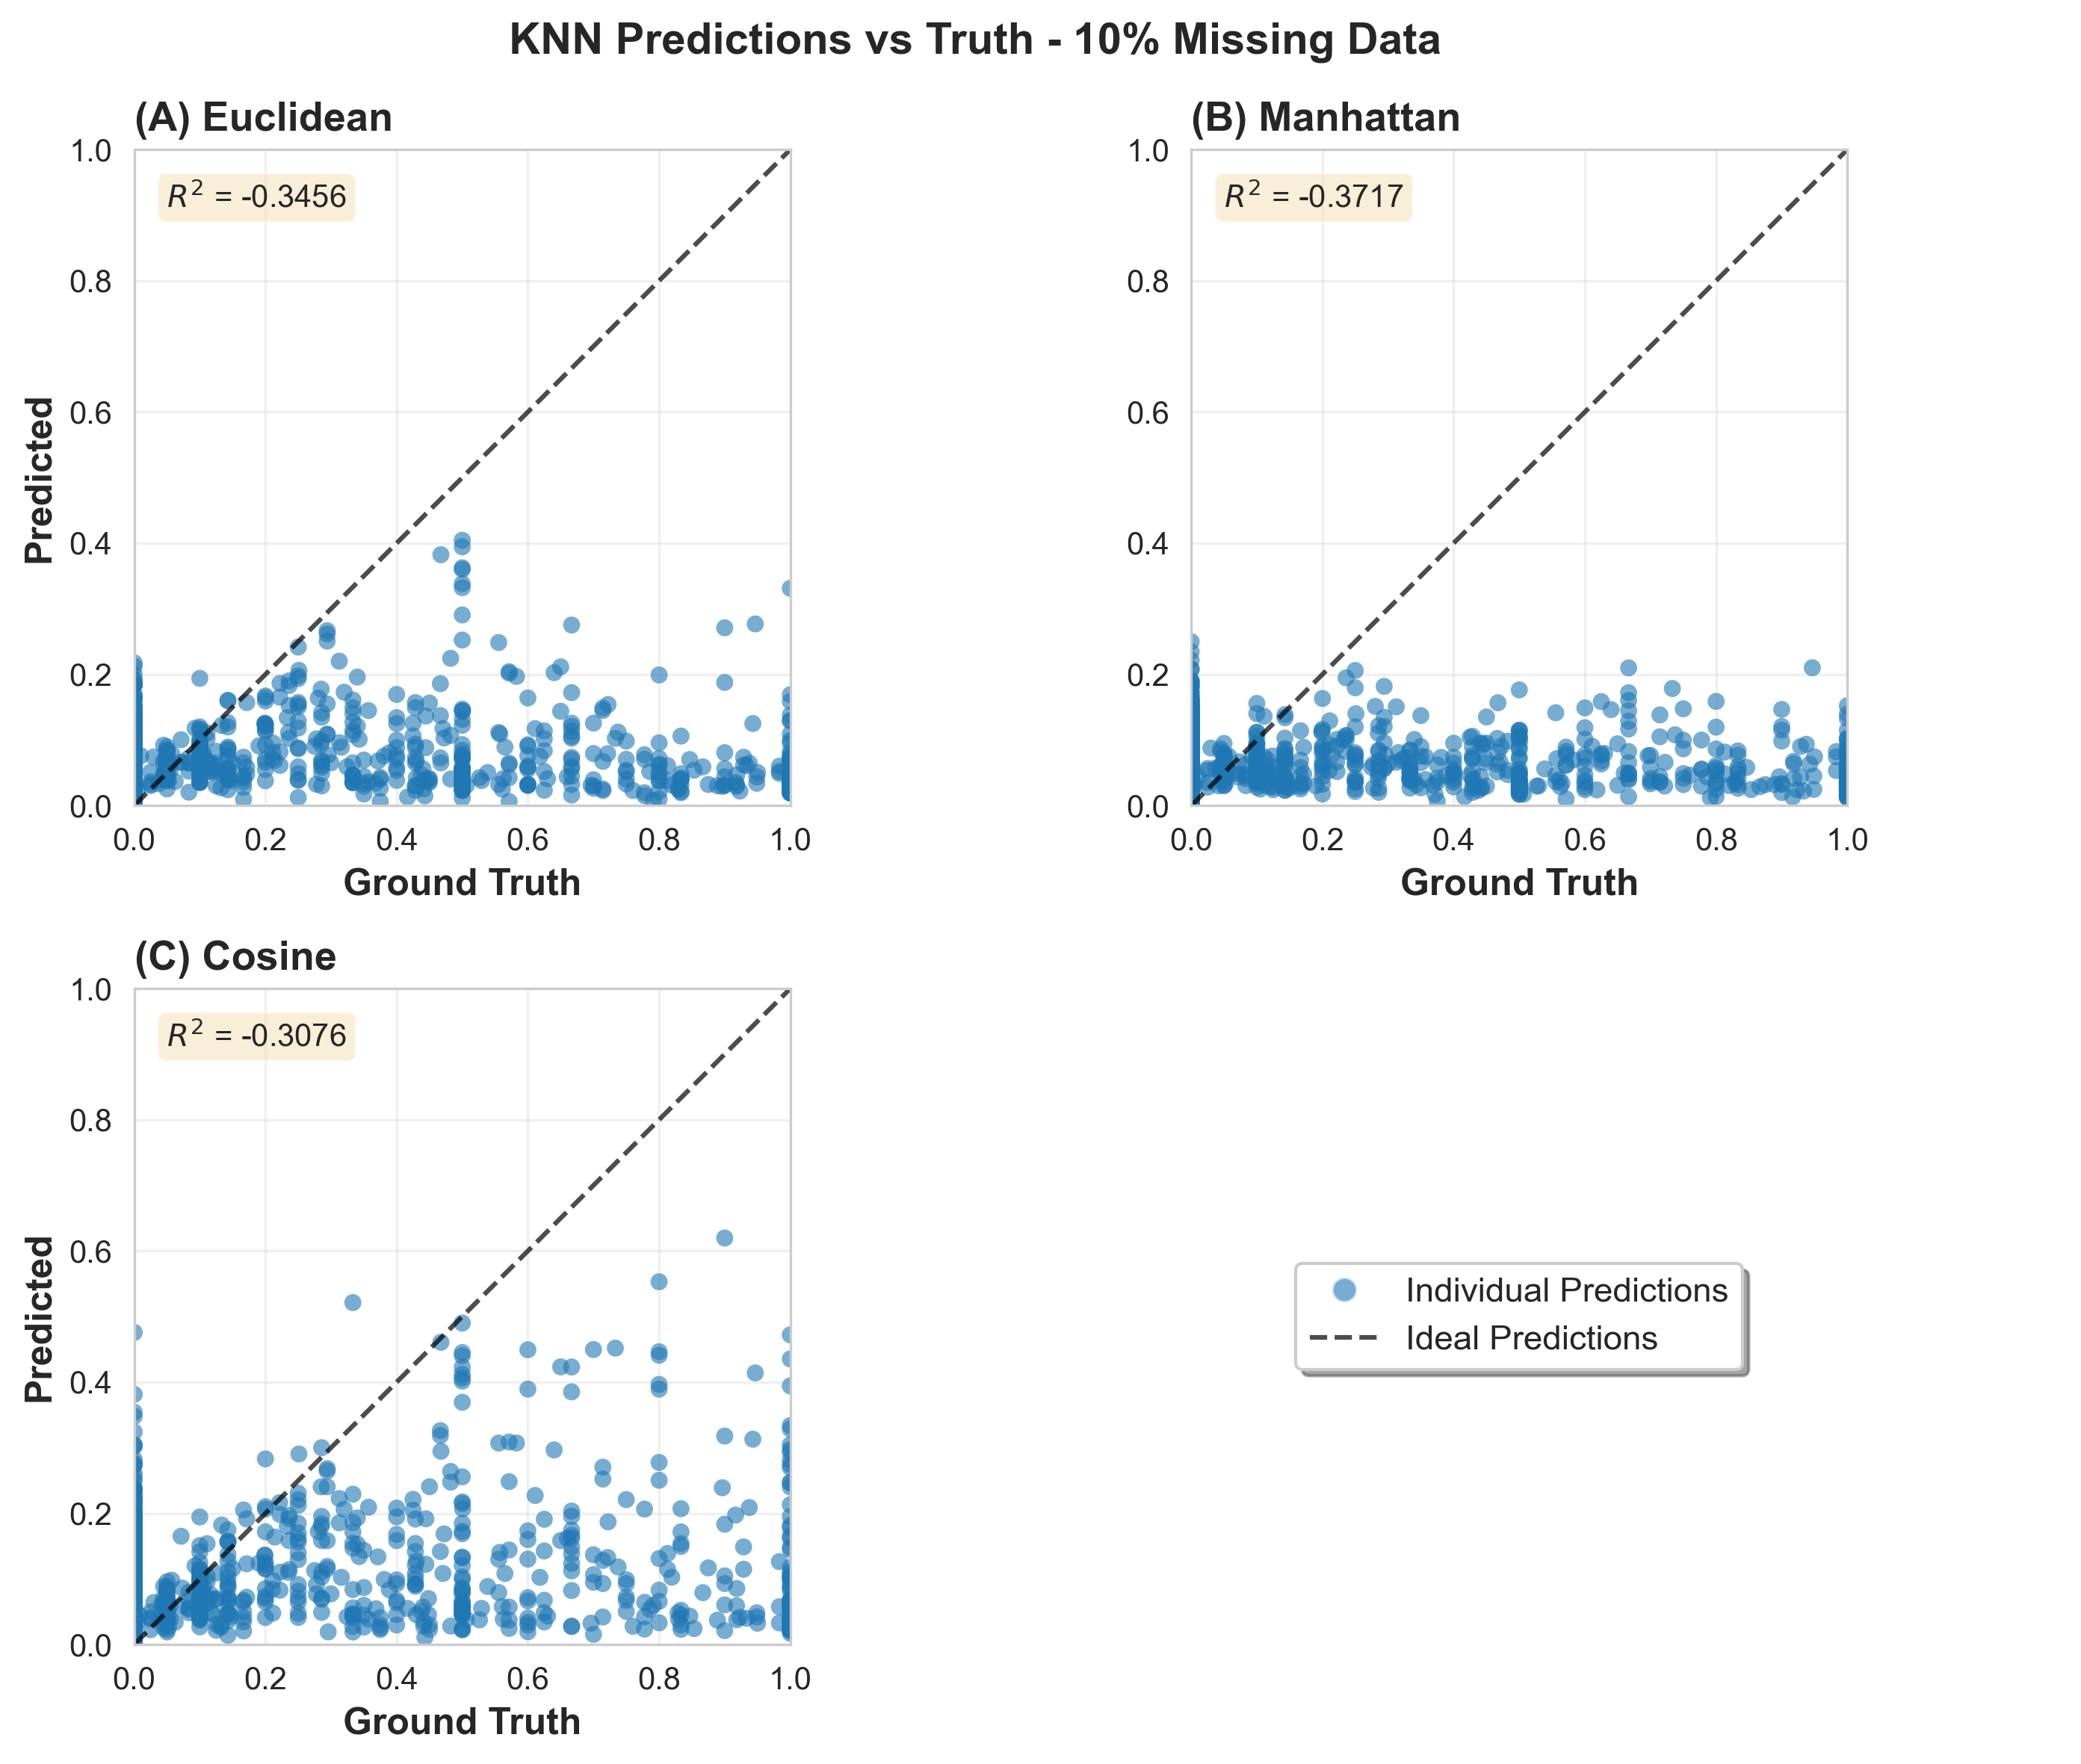 KNN Predictions vs Truth - 10% Missing Data
(A) Euclidean
R² = -0.3456
1.0
0.8
0.6
0.4
0.2
0.0
Predicted
0.0 0.2 0.4 0.6 0.8 1.0
Ground Truth
(B) Manhattan
R² = -0.3717
1.0
0.8
0.6
0.4
0.2
0.0
0.0 0.2 0.4 0.6 0.8 1.0
Ground Truth
(C) Cosine
R² = -0.3076
1.0
0.8
0.6
0.4
0.2
0.0
Predicted
0.0 0.2 0.4 0.6 0.8 1.0
Ground Truth
Individual Predictions
Ideal Predictions